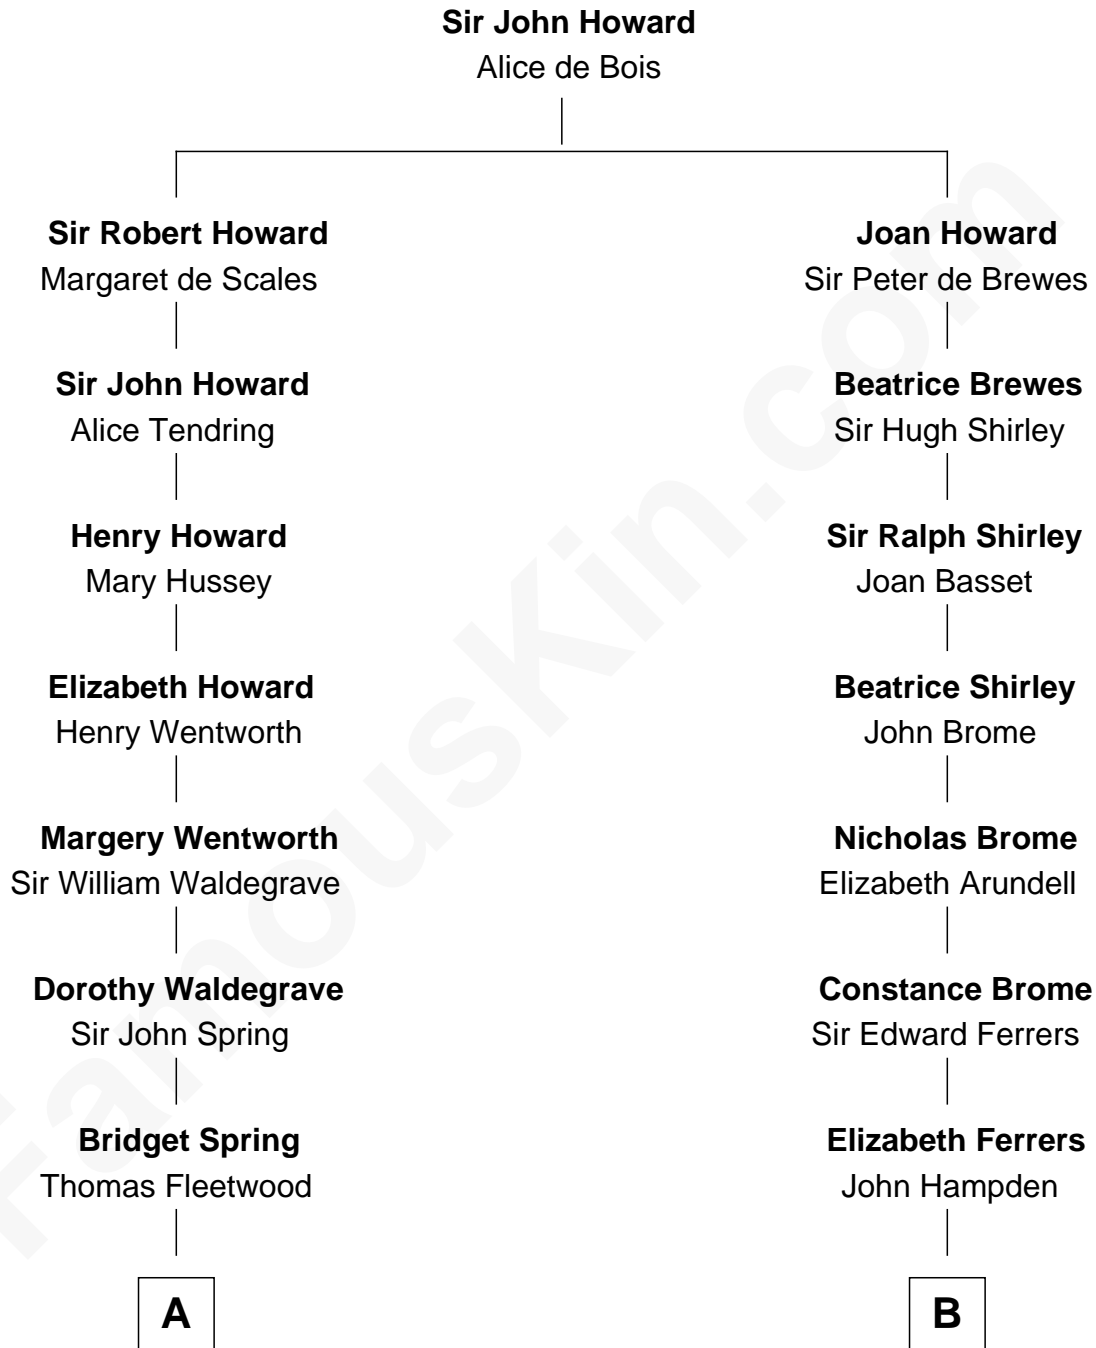 Sir John Howard
Alice de Bois
Sir Robert Howard
Margaret de Scales
Joan Howard
Sir Peter de Brewes
Sir John Howard
Alice Tendring
Beatrice Brewes
Sir Hugh Shirley
Henry Howard
Mary Hussey
Sir Ralph Shirley
Joan Basset
Elizabeth Howard
Henry Wentworth
Beatrice Shirley
John Brome
Margery Wentworth
Sir William Waldegrave
Nicholas Brome
Elizabeth Arundell
Dorothy Waldegrave
Sir John Spring
Constance Brome
Sir Edward Ferrers
Bridget Spring
Thomas Fleetwood
Elizabeth Ferrers
John Hampden
A
B
FamousKin.com